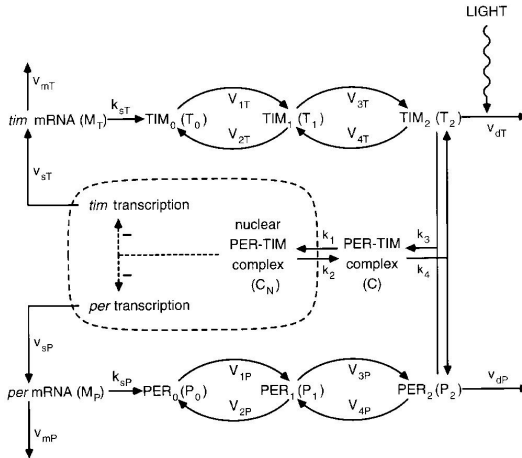 LIGHT
v_mT
k_sT
V_1T
V_3T
tim mRNA (M_T)
TIM_0 (T_0)
TIM_1 (T_1)
TIM_2 (T_2)
V_2T
V_4T
v_dT
v_sT
tim transcription
nuclear
PER-TIM
complex
(C_N)
k_1
k_2
PER-TIM
complex
(C)
k_3
k_4
–
–
per transcription
v_sP
k_sP
V_1P
V_3P
v_dP
per mRNA (M_P)
PER_0 (P_0)
PER_1 (P_1)
PER_2 (P_2)
V_2P
V_4P
v_mP